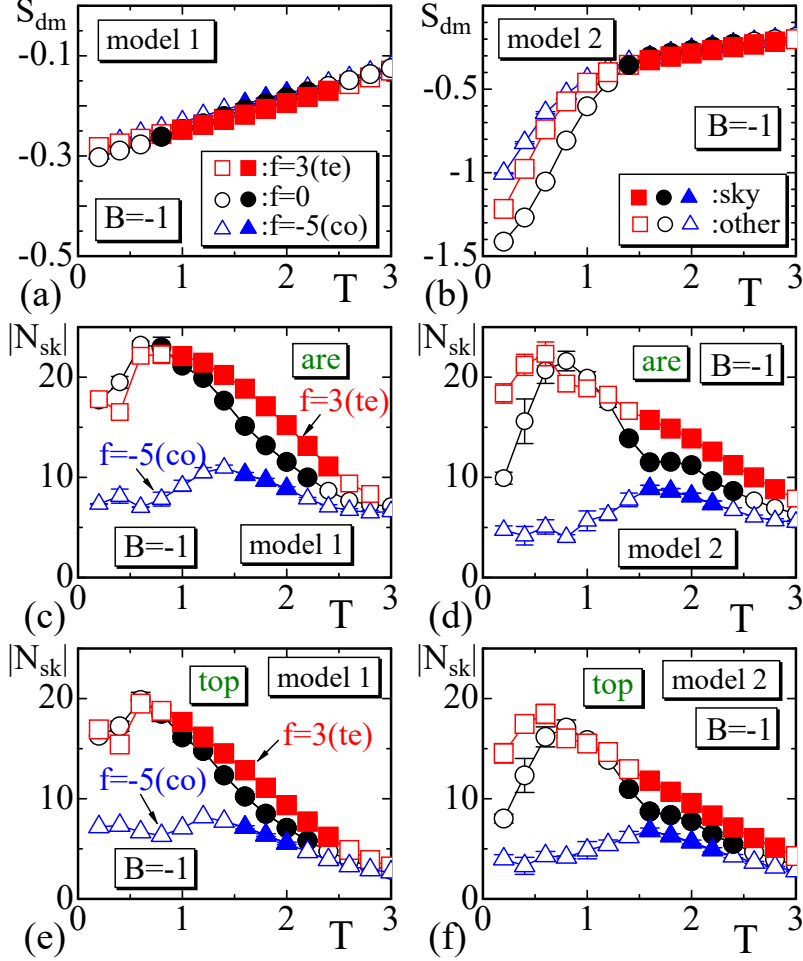 S_dm
-0.1
model 1
-0.3
:f=3(te)
:f=0
B=-1
:f=-5(co)
-0.5
0 1 2 3
(a) T
S_dm
0
model 2
-0.5
B=-1
-1
:sky
:other
-1.5
0 1 2 3
(b) T
|N_sk|
20
are
f=3(te)
10
f=-5(co)
B=-1
model 1
0
0 1 2 3
(c) T
|N_sk|
20
are
B=-1
10
model 2
0
0 1 2 3
(d) T
|N_sk|
20
top
model 1
f=3(te)
10
f=-5(co)
B=-1
0
0 1 2 3
(e) T
|N_sk|
20
top
model 2
B=-1
10
0
0 1 2 3
(f) T